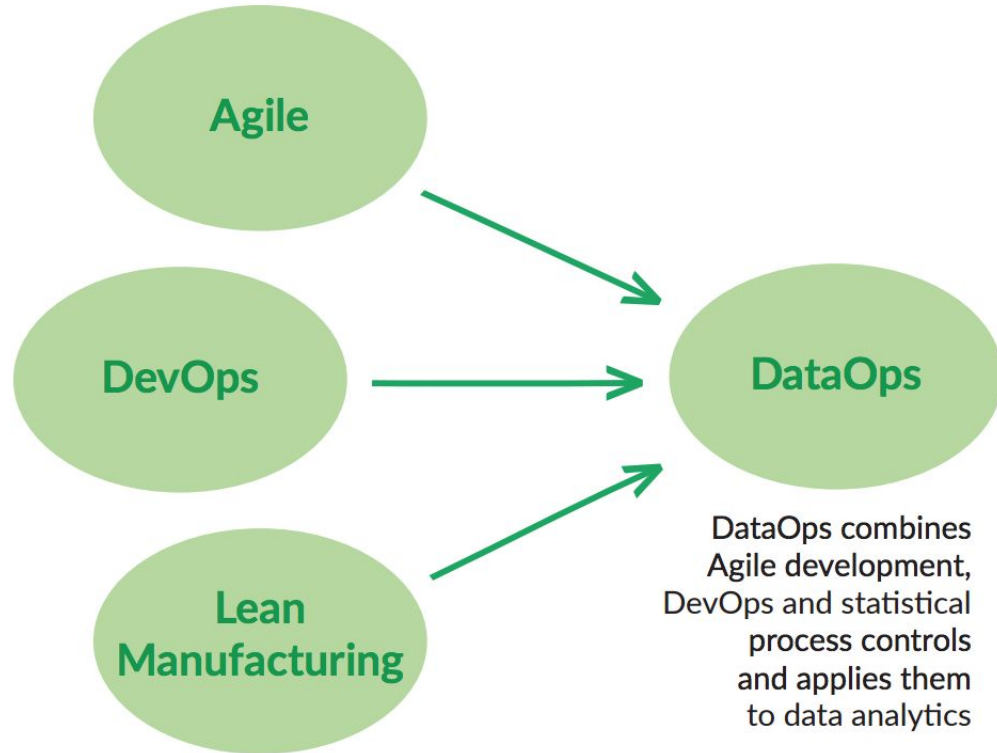 Agile
DevOps
DataOps
Lean
Manufacturing
DataOps combines
Agile development,
DevOps and statistical
process controls
and applies them
to data analytics